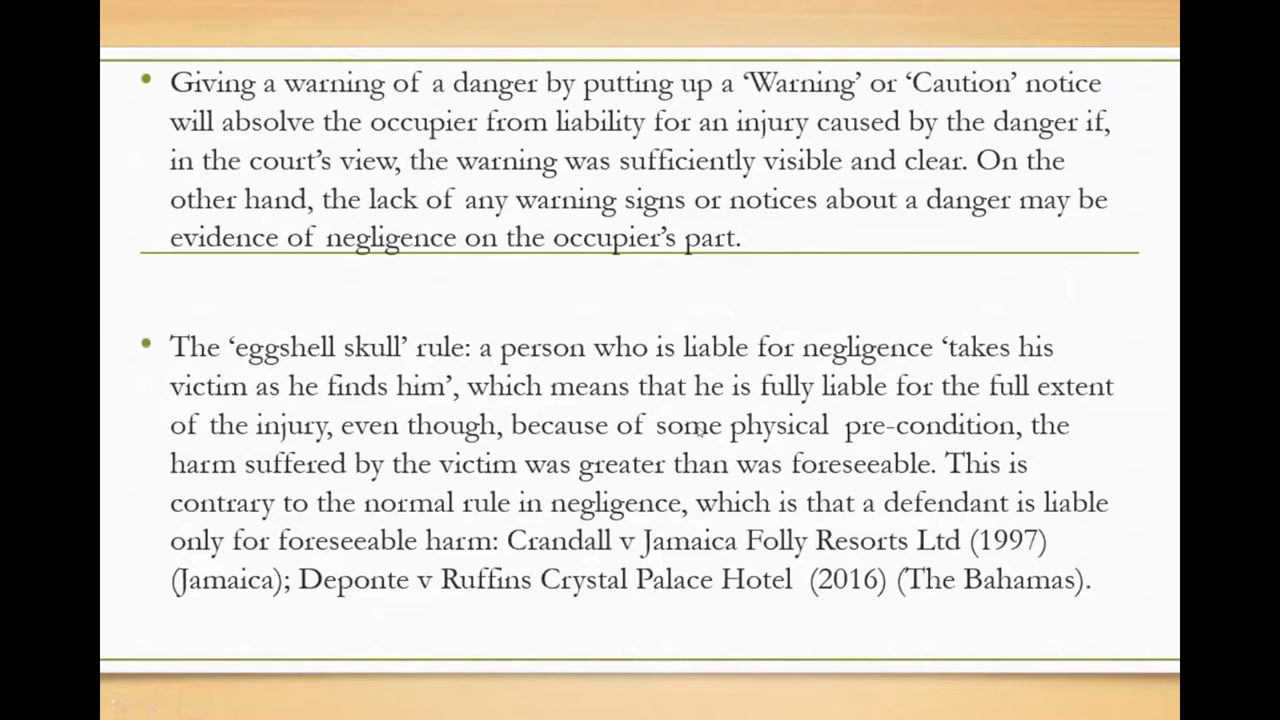 • Giving a warning of a danger by putting up a ‘Warning’ or ‘Caution’ notice
will absolve the occupier from liability for an injury caused by the danger if,
in the court’s view, the warning was sufficiently visible and clear. On the
other hand, the lack of any warning signs or notices about a danger may be
evidence of negligence on the occupier’s part.
• The ‘eggshell skull’ rule: a person who is liable for negligence ‘takes his
victim as he finds him’, which means that he is fully liable for the full extent
of the injury, even though, because of some physical pre-condition, the
harm suffered by the victim was greater than was foreseeable. This is
contrary to the normal rule in negligence, which is that a defendant is liable
only for foreseeable harm: Crandall v Jamaica Folly Resorts Ltd (1997)
(Jamaica); Deponte v Ruffins Crystal Palace Hotel (2016) (The Bahamas).